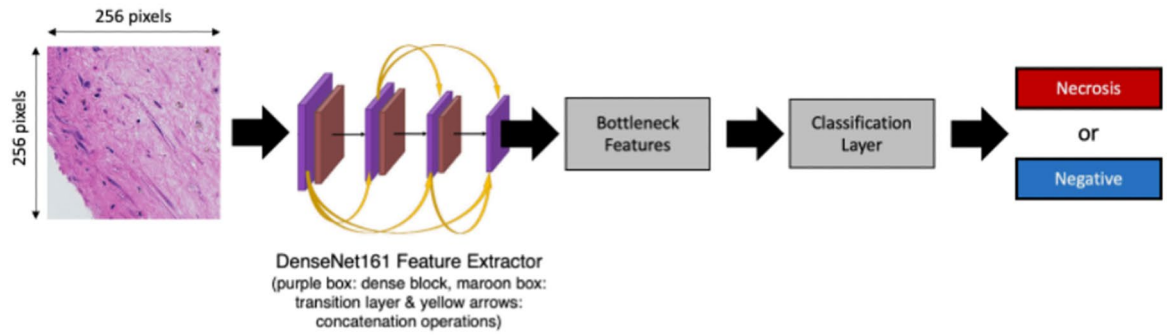 256 pixels
256 pixels
DenseNet161 Feature Extractor
(purple box: dense block, maroon box:
transition layer & yellow arrows:
concatenation operations)
Bottleneck
Features
Classification
Layer
Necrosis
or
Negative